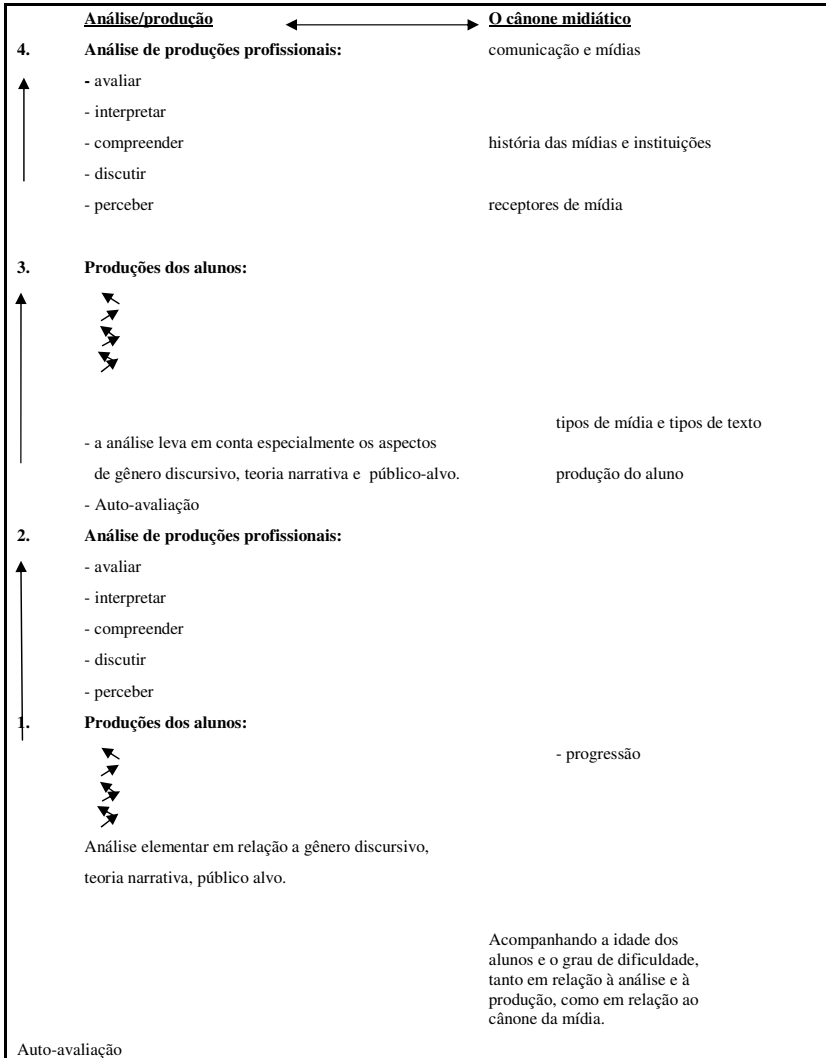 Análise/produção O cânone midiático
4. Análise de produções profissionais: comunicação e mídias
- avaliar
- interpretar
- compreender história das mídias e instituições
- discutir
- perceber receptores de mídia
3. Produções dos alunos:
tipos de mídia e tipos de texto
- a análise leva em conta especialmente os aspectos
de gênero discursivo, teoria narrativa e público-alvo. produção do aluno
- Auto-avaliação
2. Análise de produções profissionais:
- avaliar
- interpretar
- compreender
- discutir
- perceber
1. Produções dos alunos:
- progressão
Análise elementar em relação a gênero discursivo,
teoria narrativa, público alvo.
Acompanhando a idade dos
alunos e o grau de dificuldade,
tanto em relação à análise e à
produção, como em relação ao
cânone da mídia.
Auto-avaliação